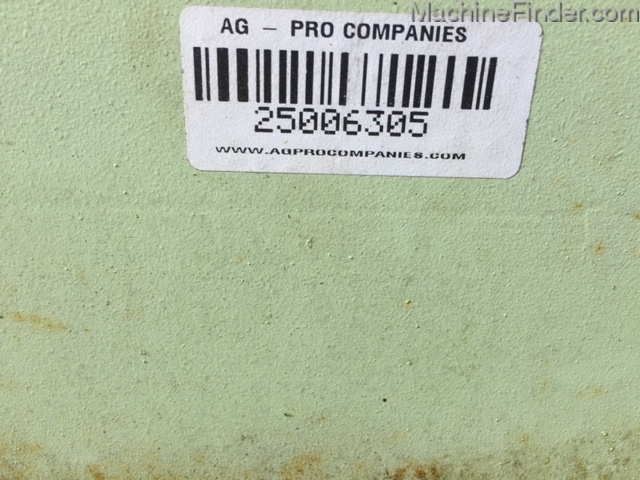 MachineFinder.com
AG - PRO COMPANIES
25006305
WWW.AGPROCOMPANIES.COM